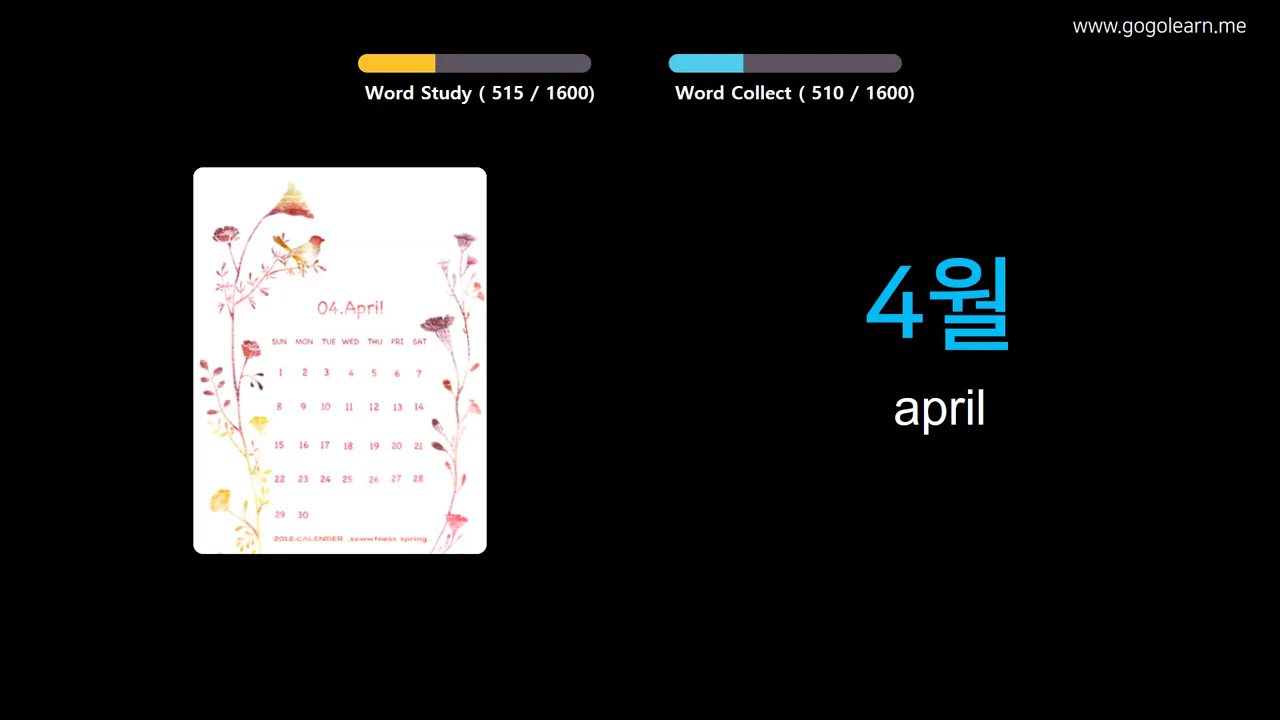 www.gogolearn.me
Word Study ( 515 / 1600)
Word Collect ( 510 / 1600)
04.April
SUN MON TUE WED THU FRI SAT
1 2 3 4 5 6 7
8 9 10 11 12 13 14
15 16 17 18 19 20 21
22 23 24 25 26 27 28
29 30
2012.CALENDER .sewwtness spring
4월
april